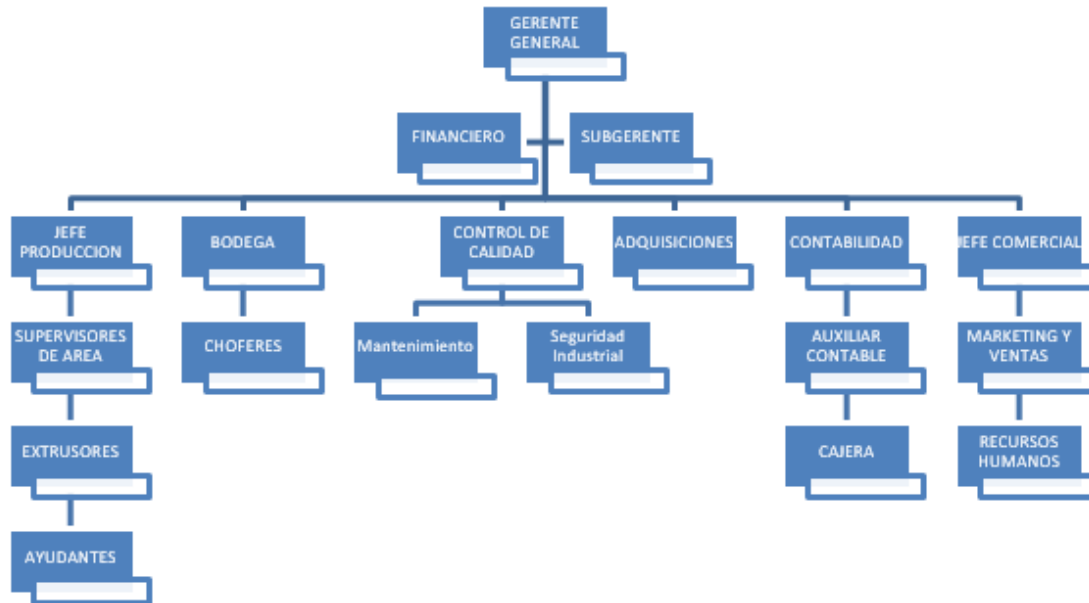 GERENTE
GENERAL
FINANCIERO
SUBGERENTE
JEFE
PRODUCCION
BODEGA
CONTROL DE
CALIDAD
ADQUISICIONES
CONTABILIDAD
JEFE COMERCIAL
SUPERVISORES
DE AREA
CHOFERES
Mantenimiento
Seguridad
Industrial
AUXILIAR
CONTABLE
MARKETING Y
VENTAS
EXTRUSORES
CAJERA
RECURSOS
HUMANOS
AYUDANTES